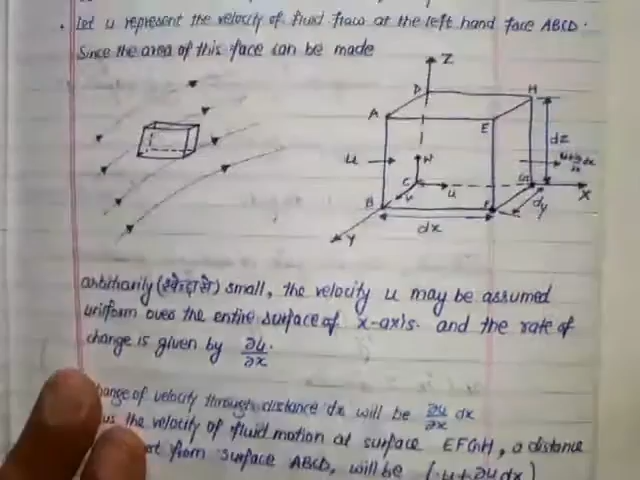 Let u represent the velocity of fluid flow at the left hand face ABCD.
Since the area of this face can be made
Z
D
H
A
E
dz
u
W
u+∂u/∂x dx
C
u
G
X
V
B
F
dy
dx
Y
arbitrarily (स्वेच्छासे) small, the velocity u may be assumed
uniform over the entire surface of x-axis. and the rate of
change is given by ∂u/∂x.
hange of velocity through distance dx will be ∂u/∂x dx
us the velocity of fluid motion at surface EFGH, a distance
from surface ABCD, will be (u+∂u dx)